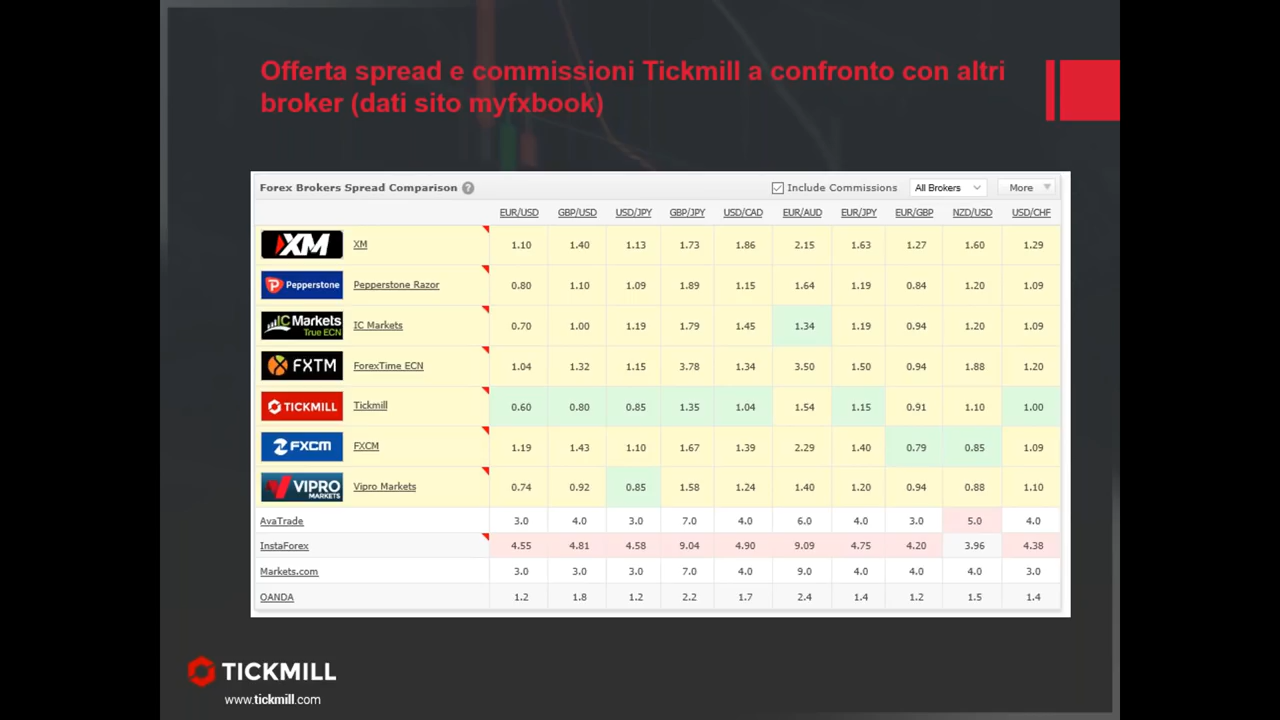 Offerta spread e commissioni Tickmill a confronto con altri
broker (dati sito myfxbook)
Forex Brokers Spread Comparison ? Include Commissions All Brokers More
EUR/USD GBP/USD USD/JPY GBP/JPY USD/CAD EUR/AUD EUR/JPY EUR/GBP NZD/USD USD/CHF
XM XM 1.10 1.40 1.13 1.73 1.86 2.15 1.63 1.27 1.60 1.29
Pepperstone Pepperstone Razor 0.80 1.10 1.09 1.89 1.15 1.64 1.19 0.84 1.20 1.09
IC Markets True ECN IC Markets 0.70 1.00 1.19 1.79 1.45 1.34 1.19 0.94 1.20 1.09
FXTM ForexTime ECN 1.04 1.32 1.15 3.78 1.34 3.50 1.50 0.94 1.88 1.20
TICKMILL Tickmill 0.60 0.80 0.85 1.35 1.04 1.54 1.15 0.91 1.10 1.00
FXCM FXCM 1.19 1.43 1.10 1.67 1.39 2.29 1.40 0.79 0.85 1.09
VIPRO MARKETS Vipro Markets 0.74 0.92 0.85 1.58 1.24 1.40 1.20 0.94 0.88 1.10
AvaTrade 3.0 4.0 3.0 7.0 4.0 6.0 4.0 3.0 5.0 4.0
InstaForex 4.55 4.81 4.58 9.04 4.90 9.09 4.75 4.20 3.96 4.38
Markets.com 3.0 3.0 3.0 7.0 4.0 9.0 4.0 4.0 4.0 3.0
OANDA 1.2 1.8 1.2 2.2 1.7 2.4 1.4 1.2 1.5 1.4
TICKMILL
www.tickmill.com